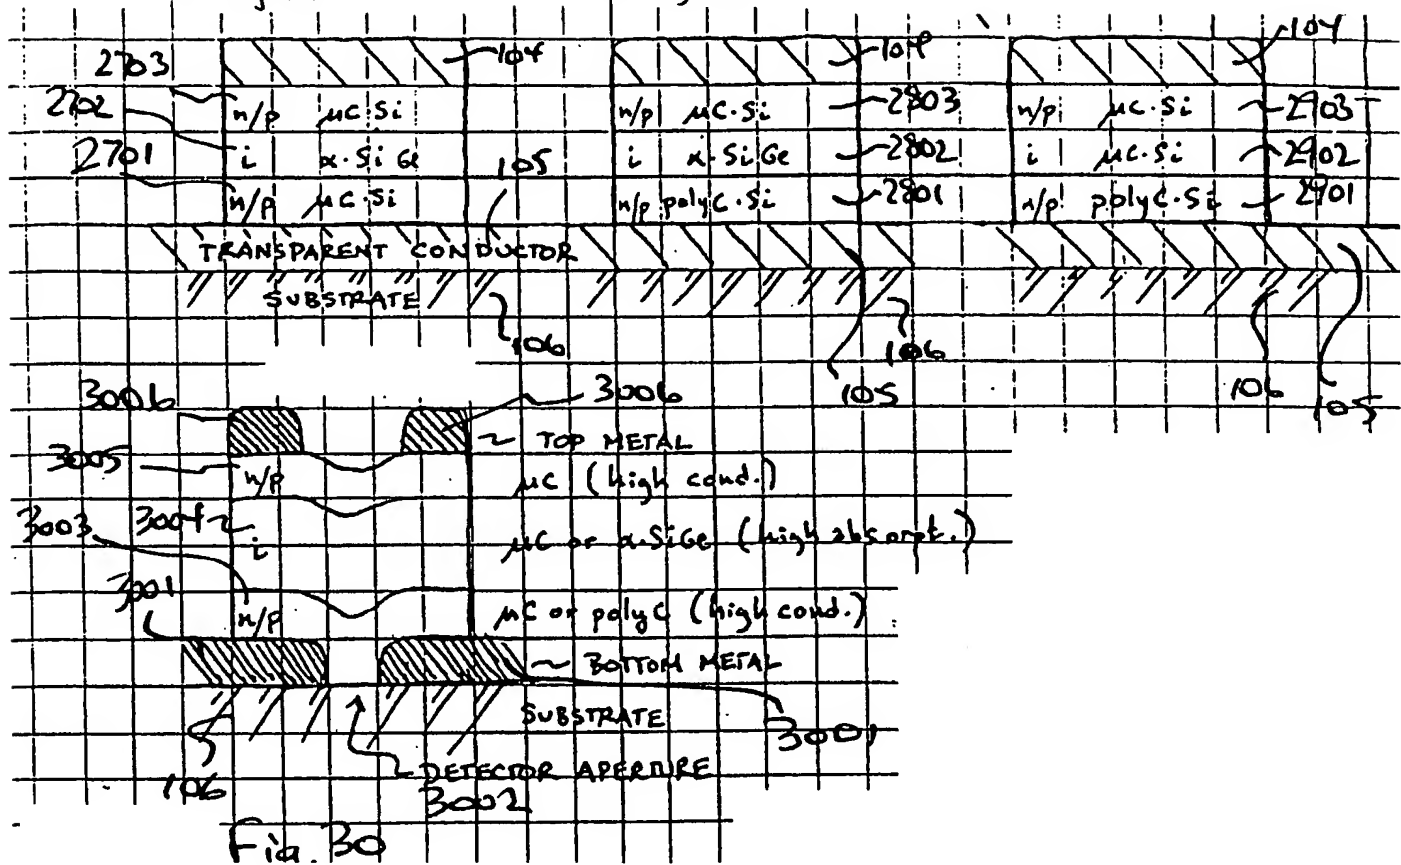 2703
104
104
104
2702
n/p μC·Si
n/p μC·Si
2803
n/p μC·Si
2903
2701
i α·SiGe
105
i α·SiGe
2802
i μC·Si
2902
n/p μC·Si
n/p polyC·Si
2801
n/p polyC·Si
2901
TRANSPARENT CONDUCTOR
SUBSTRATE
106
106
105
106
105
3006
3006
TOP METAL
3005
n/p
μC (high cond.)
3003
3004
i
μC or α·SiGe (high absorpt.)
3001
n/p
μC or polyC (high cond.)
BOTTOM METAL
SUBSTRATE
3001
DETECTOR APERTURE
106
3002
Fig. 30